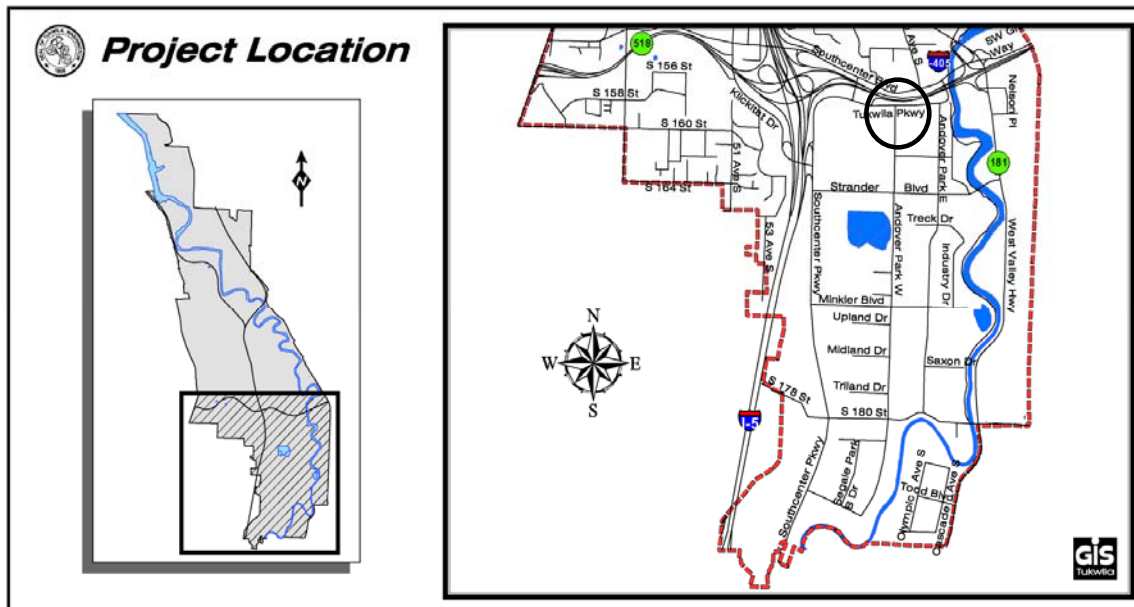 Project Location
N
518
S 156 St
S 158 St
S 160 St
S 164 St
Klickitat Dr
51 Ave S
53 Ave S
Southcenter Blvd
Ave S
I-405
SW G
Way
Nelson Pl
Tukwila Pkwy
Andover Park E
181
Strander Blvd
Treck Dr
Southcenter Pkwy
Andover Park W
Industry Dr
West Valley Hwy
Minkler Blvd
Upland Dr
Midland Dr
Saxon Dr
Triland Dr
S 178 St
S 180 St
I-5
Southcenter Pkwy
Segale Park
B Dr
Olympic Ave S
Todd Blv
Cascade Ave S
N
W E
S
GIS
Tukwila